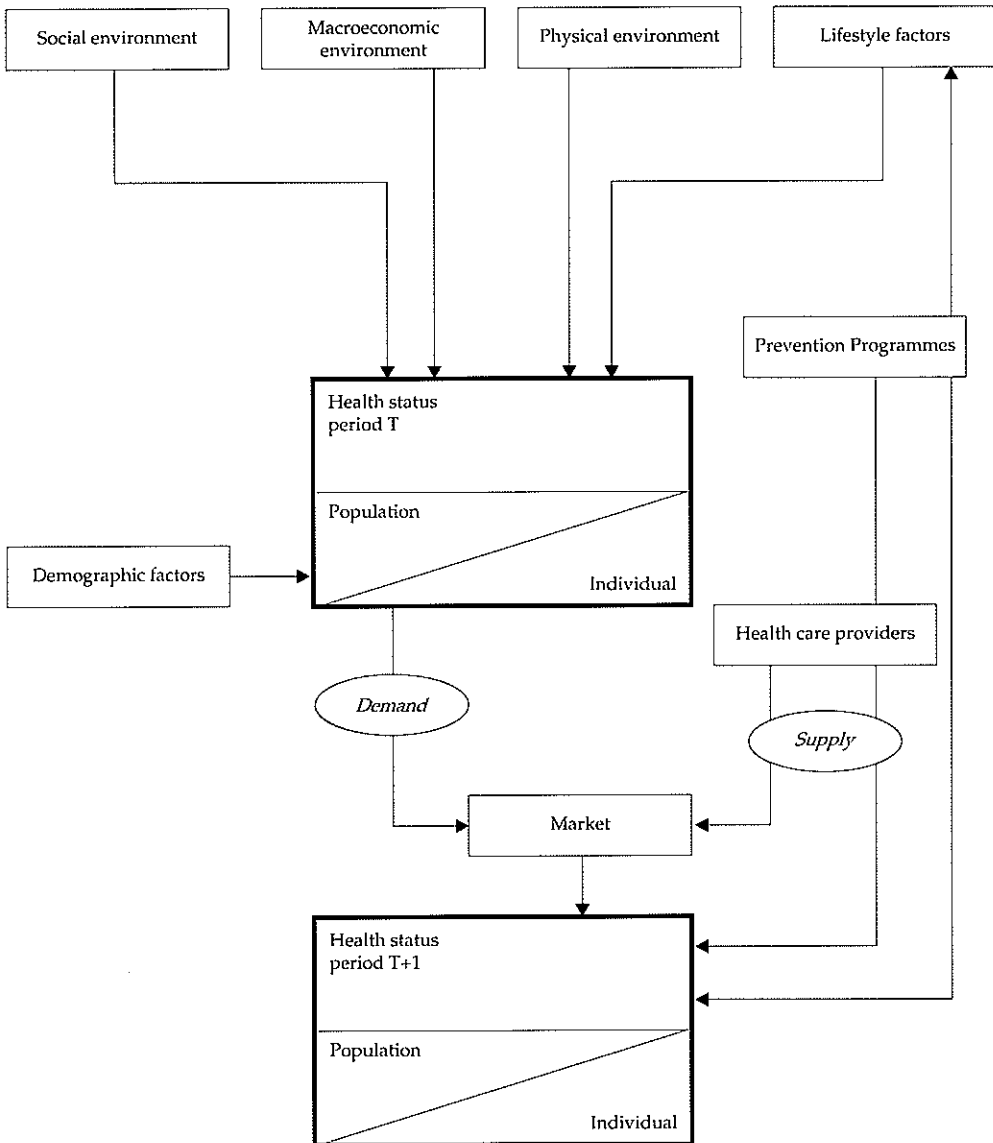 Social environment
Macroeconomic
environment
Physical environment
Lifestyle factors
Prevention Programmes
Health status
period T
Population
Individual
Demographic factors
Health care providers
Demand
Supply
Market
Health status
period T+1
Population
Individual